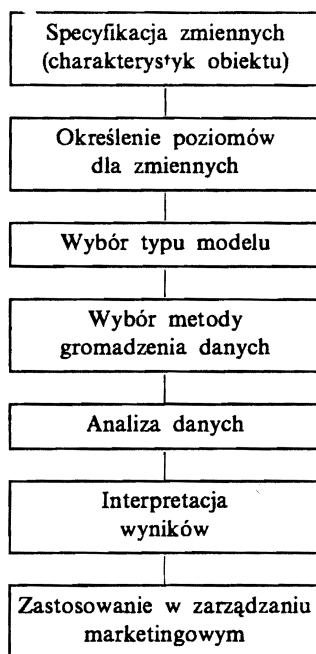 Specyfikacja zmiennych
(charakterystyk obiektu)
Określenie poziomów
dla zmiennych
Wybór typu modelu
Wybór metody
gromadzenia danych
Analiza danych
Interpretacja
wyników
Zastosowanie w zarządzaniu
marketingowym